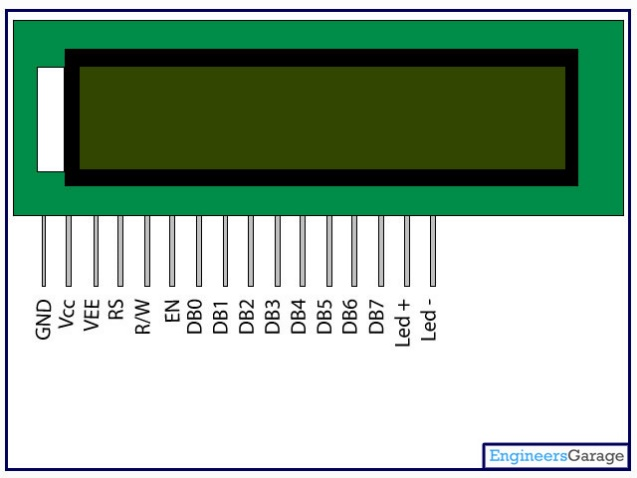 GND
Vcc
VEE
RS
R/W
EN
DB0
DB1
DB2
DB3
DB4
DB5
DB6
DB7
Led +
Led -
EngineersGarage